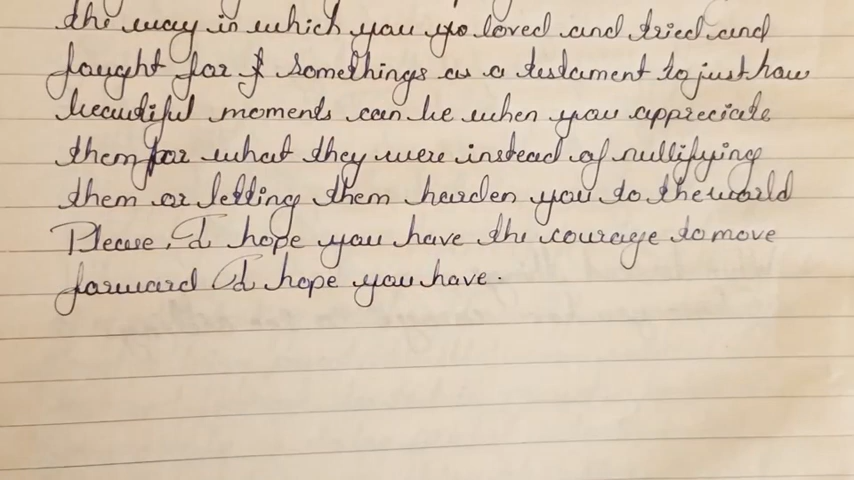 the way in which you yo loved and tried and
fought for f somethings as a testament to just how
beautiful moments can be when you appreciate
them for what they were instead of nullifying
them or letting them harden you to the world
Please, I hope you have the courage to move
forward I hope you have.